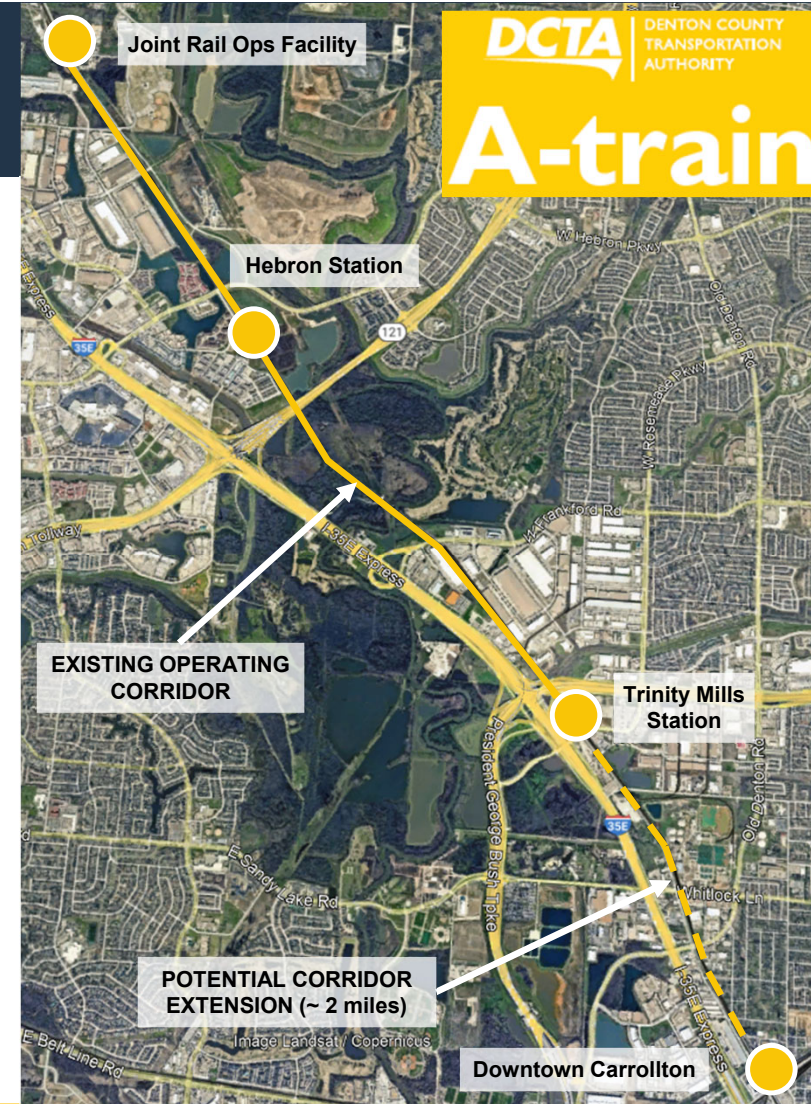 Joint Rail Ops Facility
DCTA
DENTON COUNTY
TRANSPORTATION
AUTHORITY
A-train
W Hebron Pkwy
Hebron Station
Old Denton Rd
Express
121
35E
W Rosemeade Pkwy
W Frankford Rd
Tollway
I-35E Express
EXISTING OPERATING
CORRIDOR
Trinity Mills
Station
President George Bush Tpke
Old Denton Rd
35E
E Sandy Lake Rd
Whitlock Ln
POTENTIAL CORRIDOR
EXTENSION (~ 2 miles)
I-35E Express
E Belt Line Rd
Image Landsat / Copernicus
Downtown Carrollton